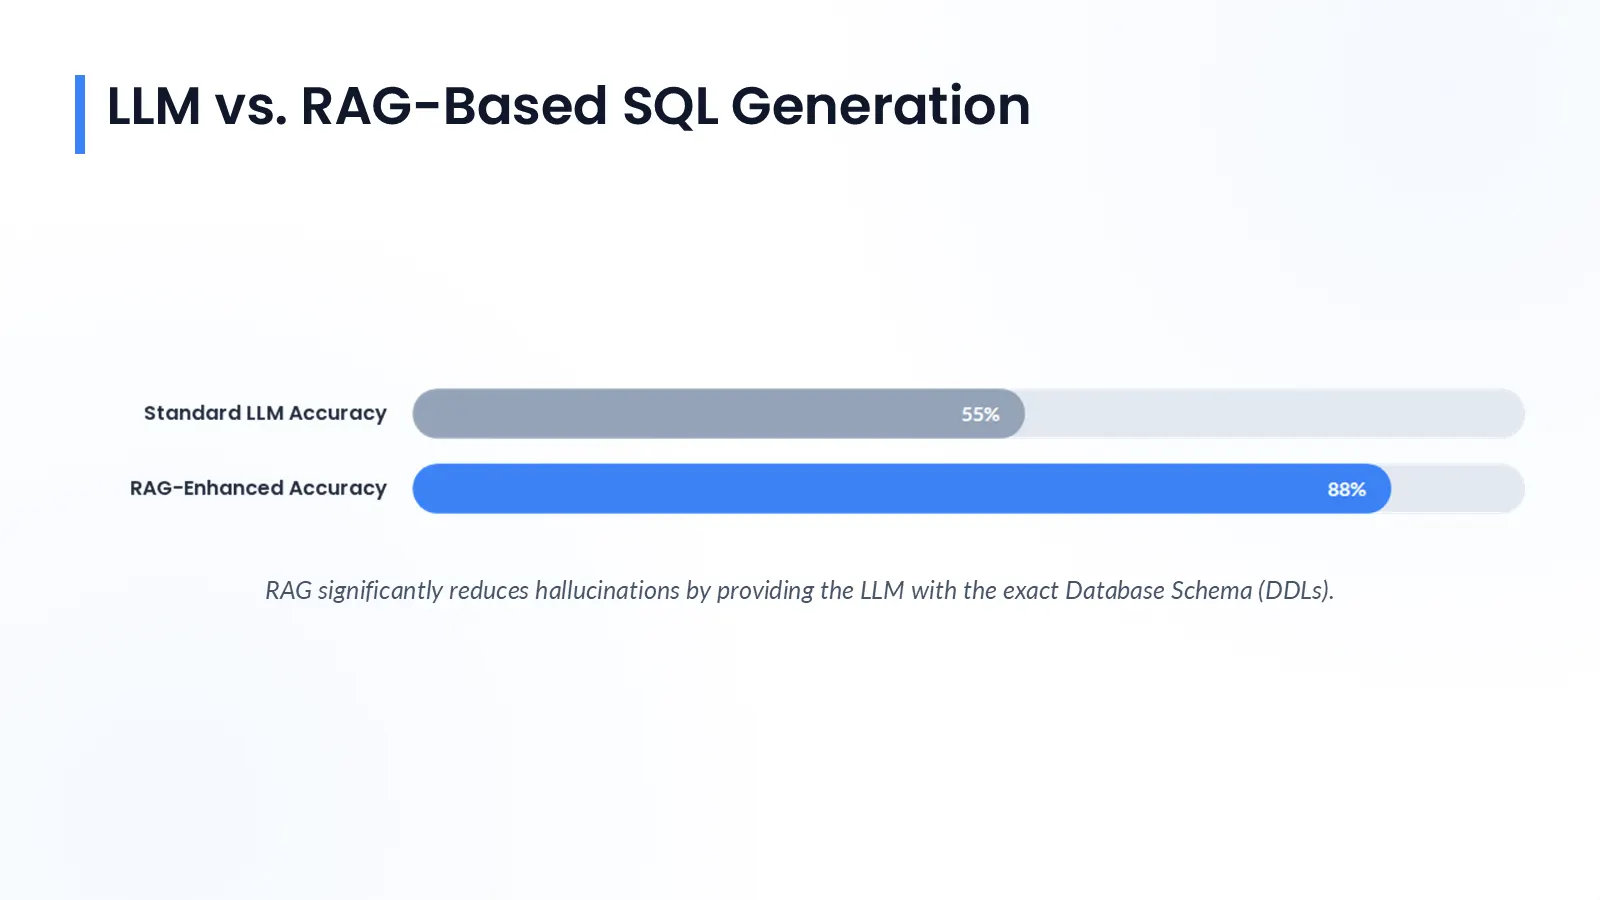 LLM vs. RAG-Based SQL Generation
Standard LLM Accuracy
55%
RAG-Enhanced Accuracy
88%
RAG significantly reduces hallucinations by providing the LLM with the exact Database Schema (DDLs).